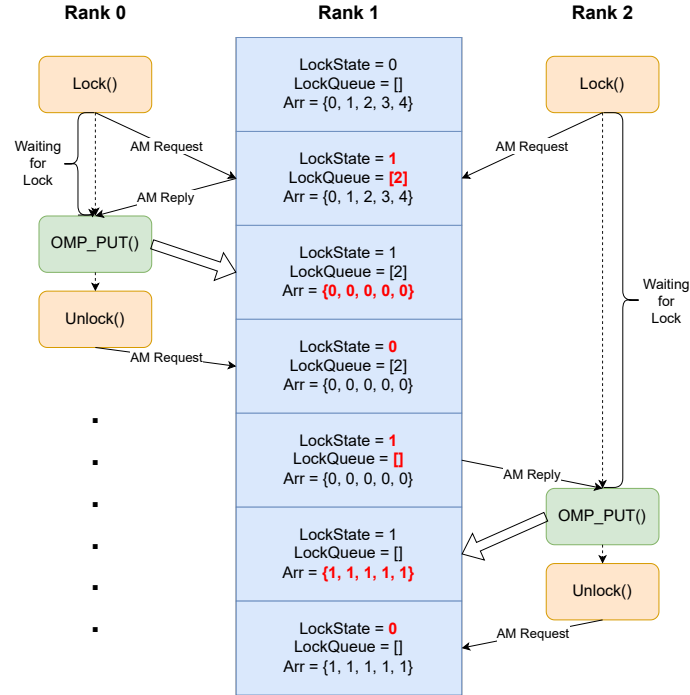 Rank 0
Rank 1
Rank 2
LockState = 0
LockQueue = []
Arr = {0, 1, 2, 3, 4}
Lock()
Lock()
Waiting
for
Lock
AM Request
AM Request
LockState = 1
LockQueue = [2]
Arr = {0, 1, 2, 3, 4}
AM Reply
OMP_PUT()
LockState = 1
LockQueue = [2]
Arr = {0, 0, 0, 0, 0}
Waiting
for
Lock
Unlock()
AM Request
LockState = 0
LockQueue = [2]
Arr = {0, 0, 0, 0, 0}
LockState = 1
LockQueue = []
Arr = {0, 0, 0, 0, 0}
AM Reply
OMP_PUT()
LockState = 1
LockQueue = []
Arr = {1, 1, 1, 1, 1}
Unlock()
AM Request
LockState = 0
LockQueue = []
Arr = {1, 1, 1, 1, 1}